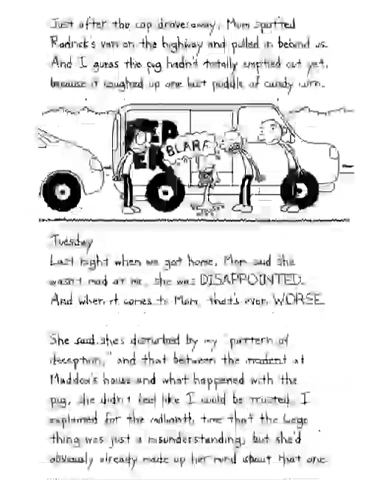 Just after the cop drove away, Mom spotted
Rodrick's van on the highway and pulled in behind us.
And I guess the pig hadn't totally emptied out yet,
because it coughed up one last puddle of candy corn.
BLARF
Tuesday
Last night when we got home, Mom said she
wasn't mad at me, she was DISAPPOINTED.
And when it comes to Mom, that's even WORSE.
She said she's disturbed by my "pattern of
deception," and that between the incident at
Maddox's house and what happened with the
pig, she didn't feel like I could be trusted. I
explained for the millionth time that the Lego
thing was just a misunderstanding, but she'd
obviously already made up her mind about that one.